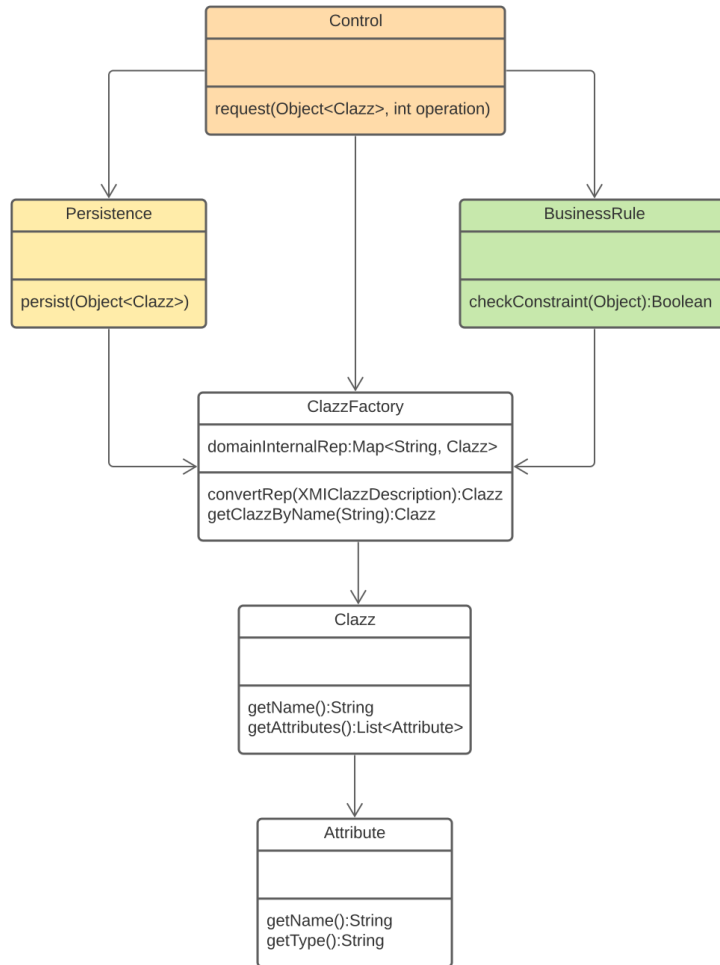 Control
request(Object<Clazz>, int operation)
Persistence
persist(Object<Clazz>)
BusinessRule
checkConstraint(Object):Boolean
ClazzFactory
domainInternalRep:Map<String, Clazz>
convertRep(XMIClazzDescription):Clazz
getClazzByName(String):Clazz
Clazz
getName():String
getAttributes():List<Attribute>
Attribute
getName():String
getType():String